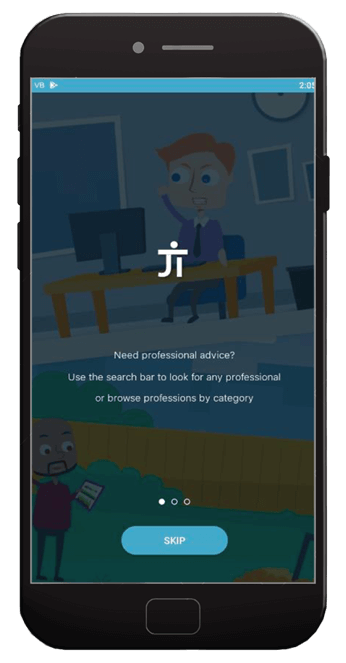 VB 2:05
Need professional advice?
Use the search bar to look for any professional
or browse professions by category
SKIP